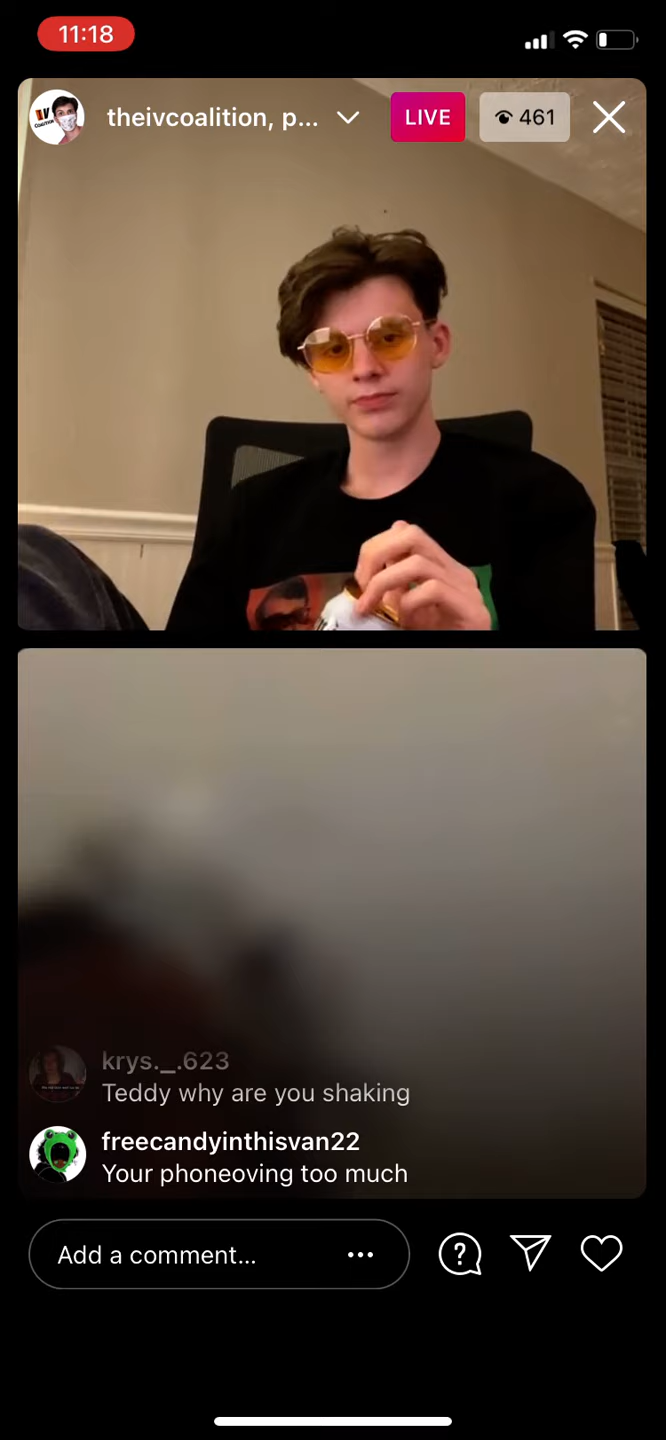 11:18
theivcoalition, p...
LIVE
461
krys._.623
Teddy why are you shaking
freecandyinthisvan22
Your phoneoving too much
Add a comment...